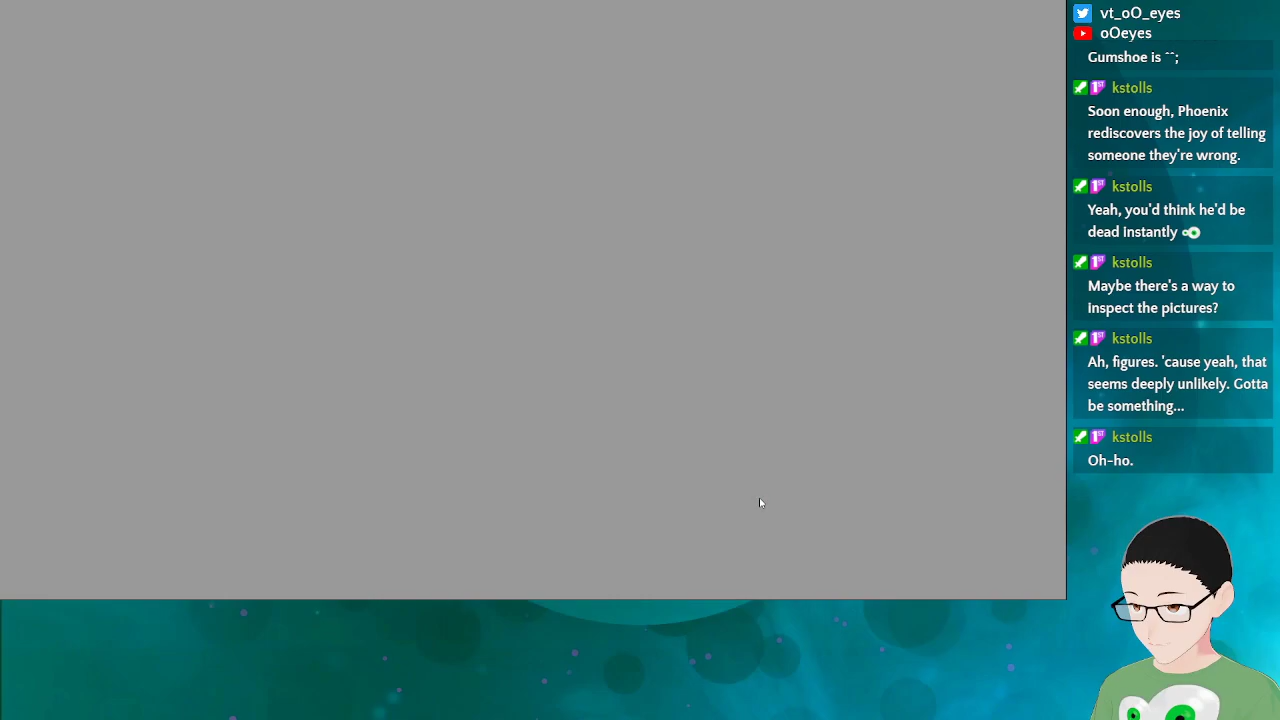 vt_oO_eyes
oOeyes
Gumshoe is ^^;
kstolls
Soon enough, Phoenix
rediscovers the joy of telling
someone they're wrong.
kstolls
Yeah, you'd think he'd be
dead instantly
kstolls
Maybe there's a way to
inspect the pictures?
kstolls
Ah, figures. 'cause yeah, that
seems deeply unlikely. Gotta
be something...
kstolls
Oh-ho.